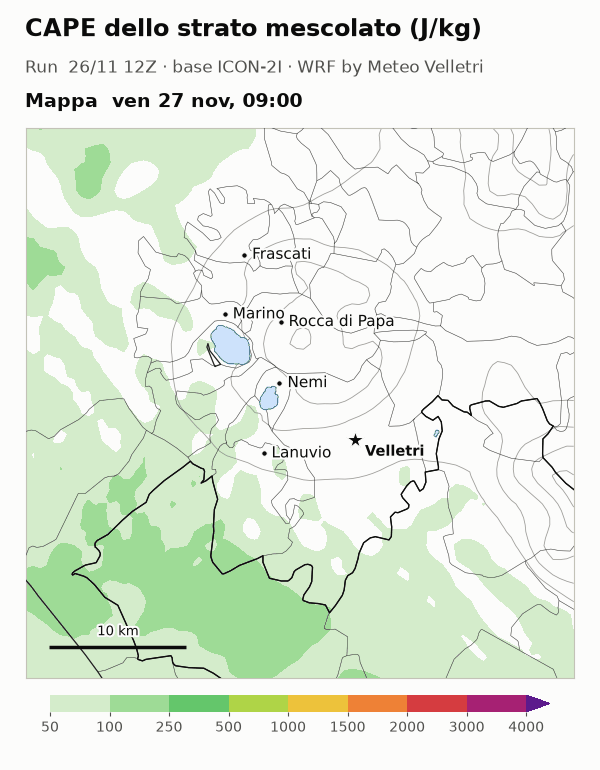 CAPE dello strato mescolato (J/kg)
Run  26/11 12Z · base ICON-2I · WRF by Meteo Velletri
Mappa  ven 27 nov, 09:00
Frascati
Marino
Rocca di Papa
Nemi
Velletri
Lanuvio
10 km
50 100 250 500 1000 1500 2000 3000 4000